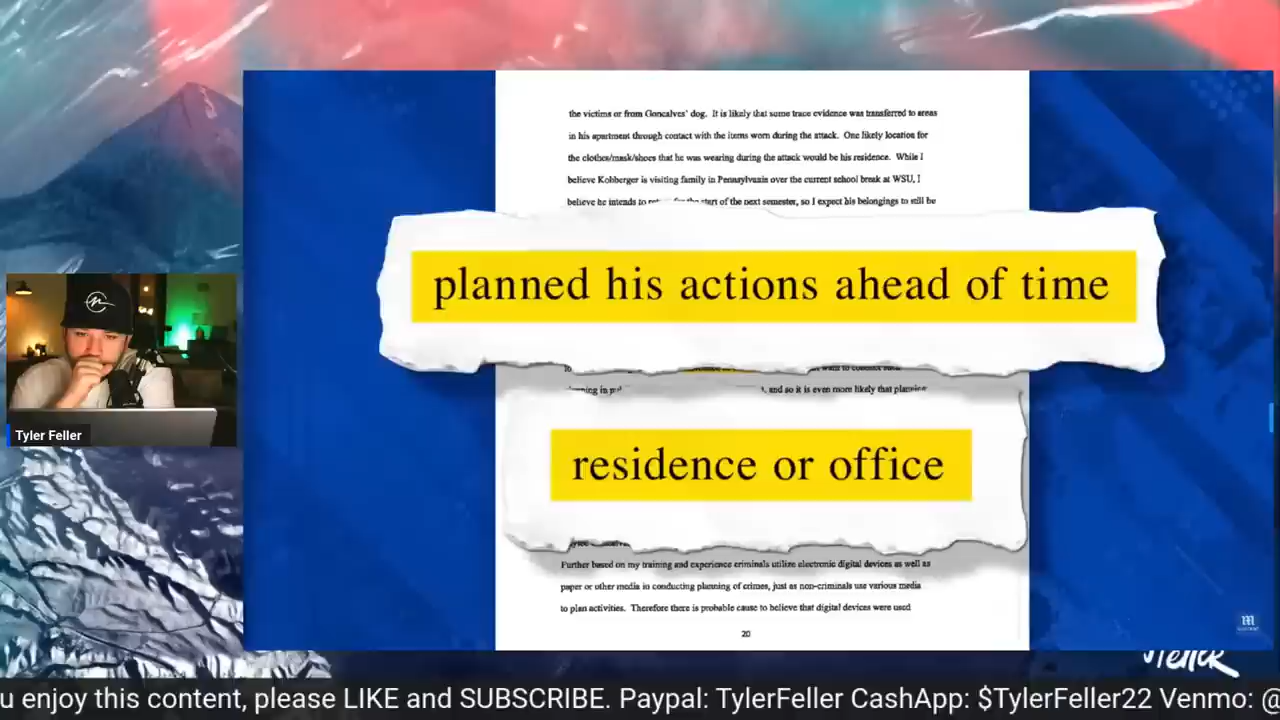 the victims or from Goncalves' dog. It is likely that some trace evidence was transferred to areas
in his apartment through contact with the items worn during the attack. One likely location for
the clothes/mask/shoes that he was wearing during the attack would be his residence. While I
believe Kohberger is visiting family in Pennsylvania over the current school break at WSU, I
believe he intends to start of the next semester, so I expect his belongings to still be
planned his actions ahead of time
, and so it is even more likely that planning
residence or office
Further based on my training and experience criminals utilize electronic digital devices as well as
paper or other media in conducting planning of crimes, just as non-criminals use various media
to plan activities. Therefore there is probable cause to believe that digital devices were used
20
Tyler Feller
u enjoy this content, please LIKE and SUBSCRIBE. Paypal: TylerFeller CashApp: $TylerFeller22 Venmo: @